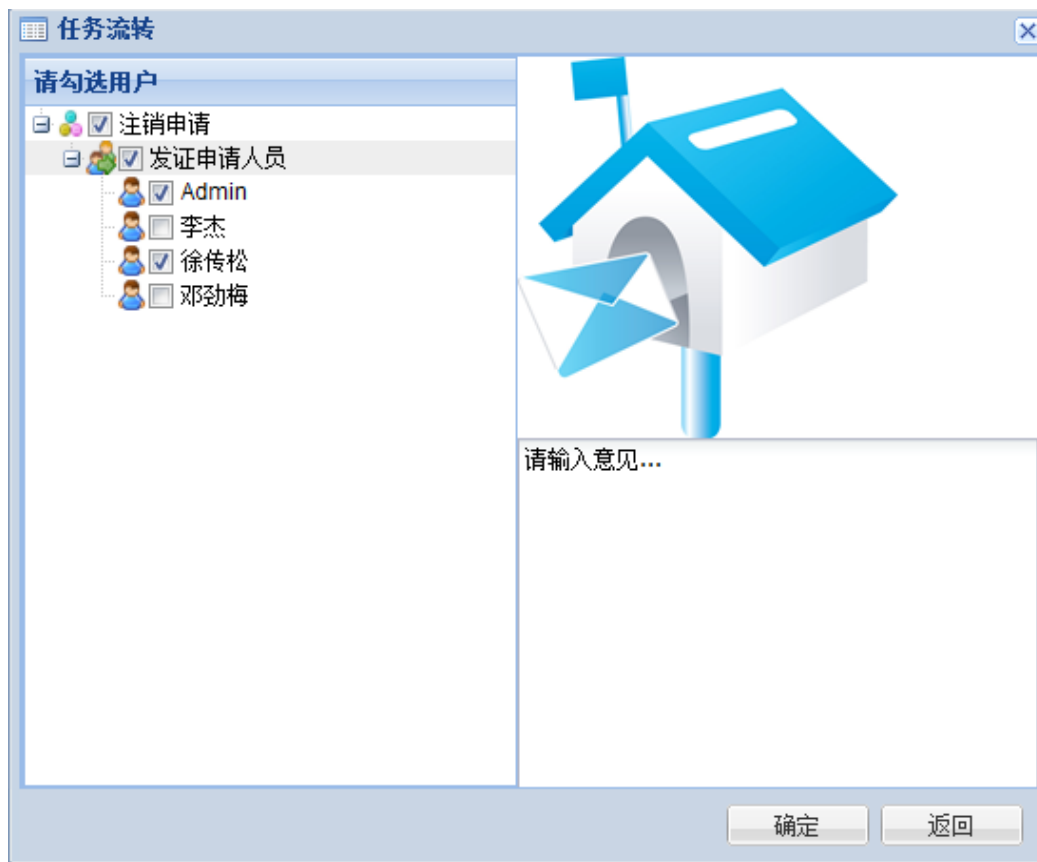 任务流转
请勾选用户
注销申请
发证申请人员
Admin
李杰
徐传松
邓劲梅
请输入意见...
确定
返回